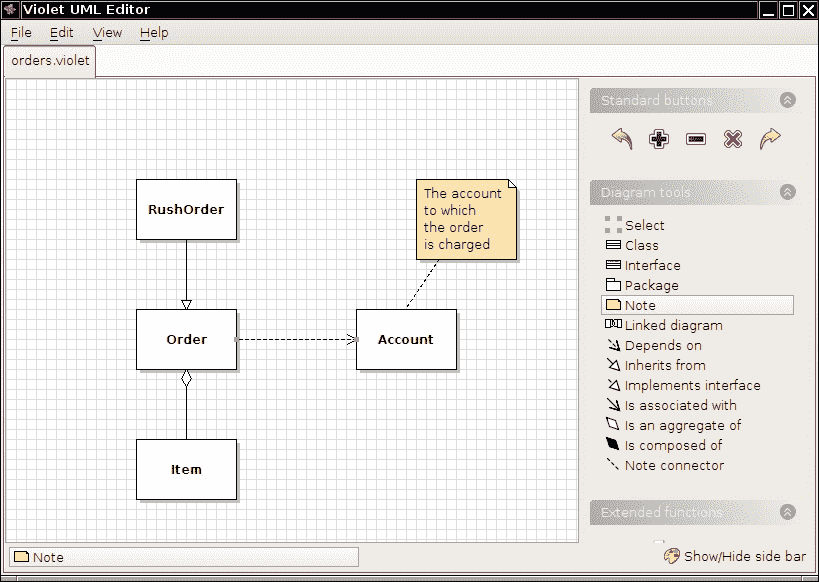 Violet UML Editor
File Edit View Help
orders.violet
RushOrder
The account
to which
the order
is charged
Order
Account
Item
Standard buttons
Diagram tools
Select
Class
Interface
Package
Note
Linked diagram
Depends on
Inherits from
Implements interface
Is associated with
Is an aggregate of
Is composed of
Note connector
Extended functions
Note
Show/Hide side bar